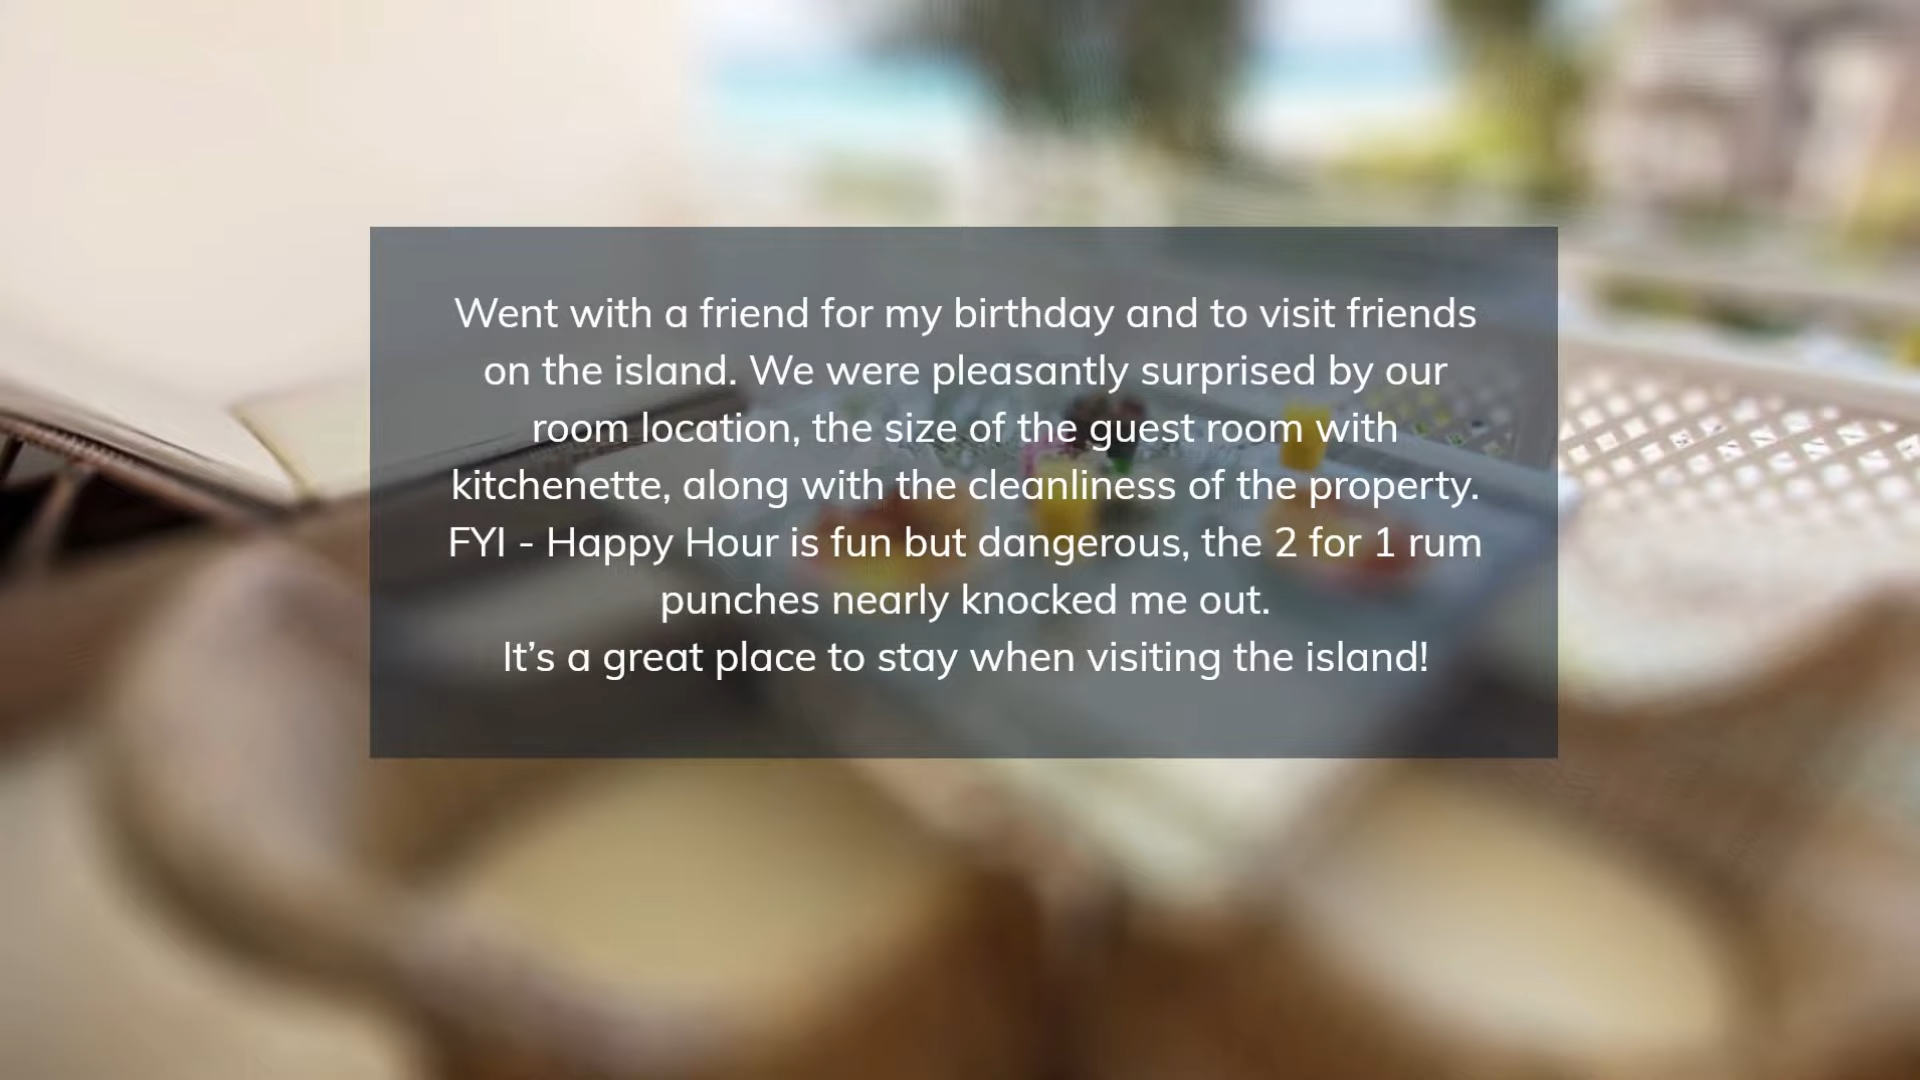 Went with a friend for my birthday and to visit friends
on the island. We were pleasantly surprised by our
room location, the size of the guest room with
kitchenette, along with the cleanliness of the property.
FYI - Happy Hour is fun but dangerous, the 2 for 1 rum
punches nearly knocked me out.
It’s a great place to stay when visiting the island!